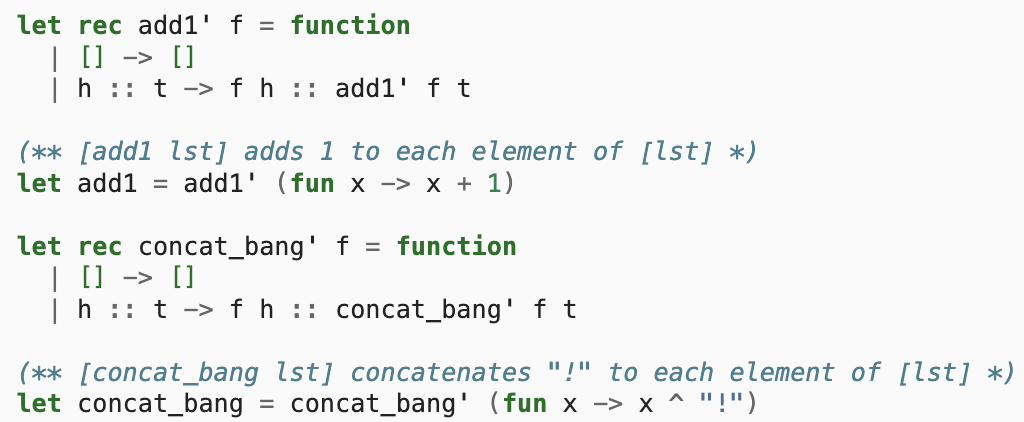 let rec add1' f = function
  | [] -> []
  | h :: t -> f h :: add1' f t

(** [add1 lst] adds 1 to each element of [lst] *)
let add1 = add1' (fun x -> x + 1)

let rec concat_bang' f = function
  | [] -> []
  | h :: t -> f h :: concat_bang' f t

(** [concat_bang lst] concatenates "!" to each element of [lst] *)
let concat_bang = concat_bang' (fun x -> x ^ "!")